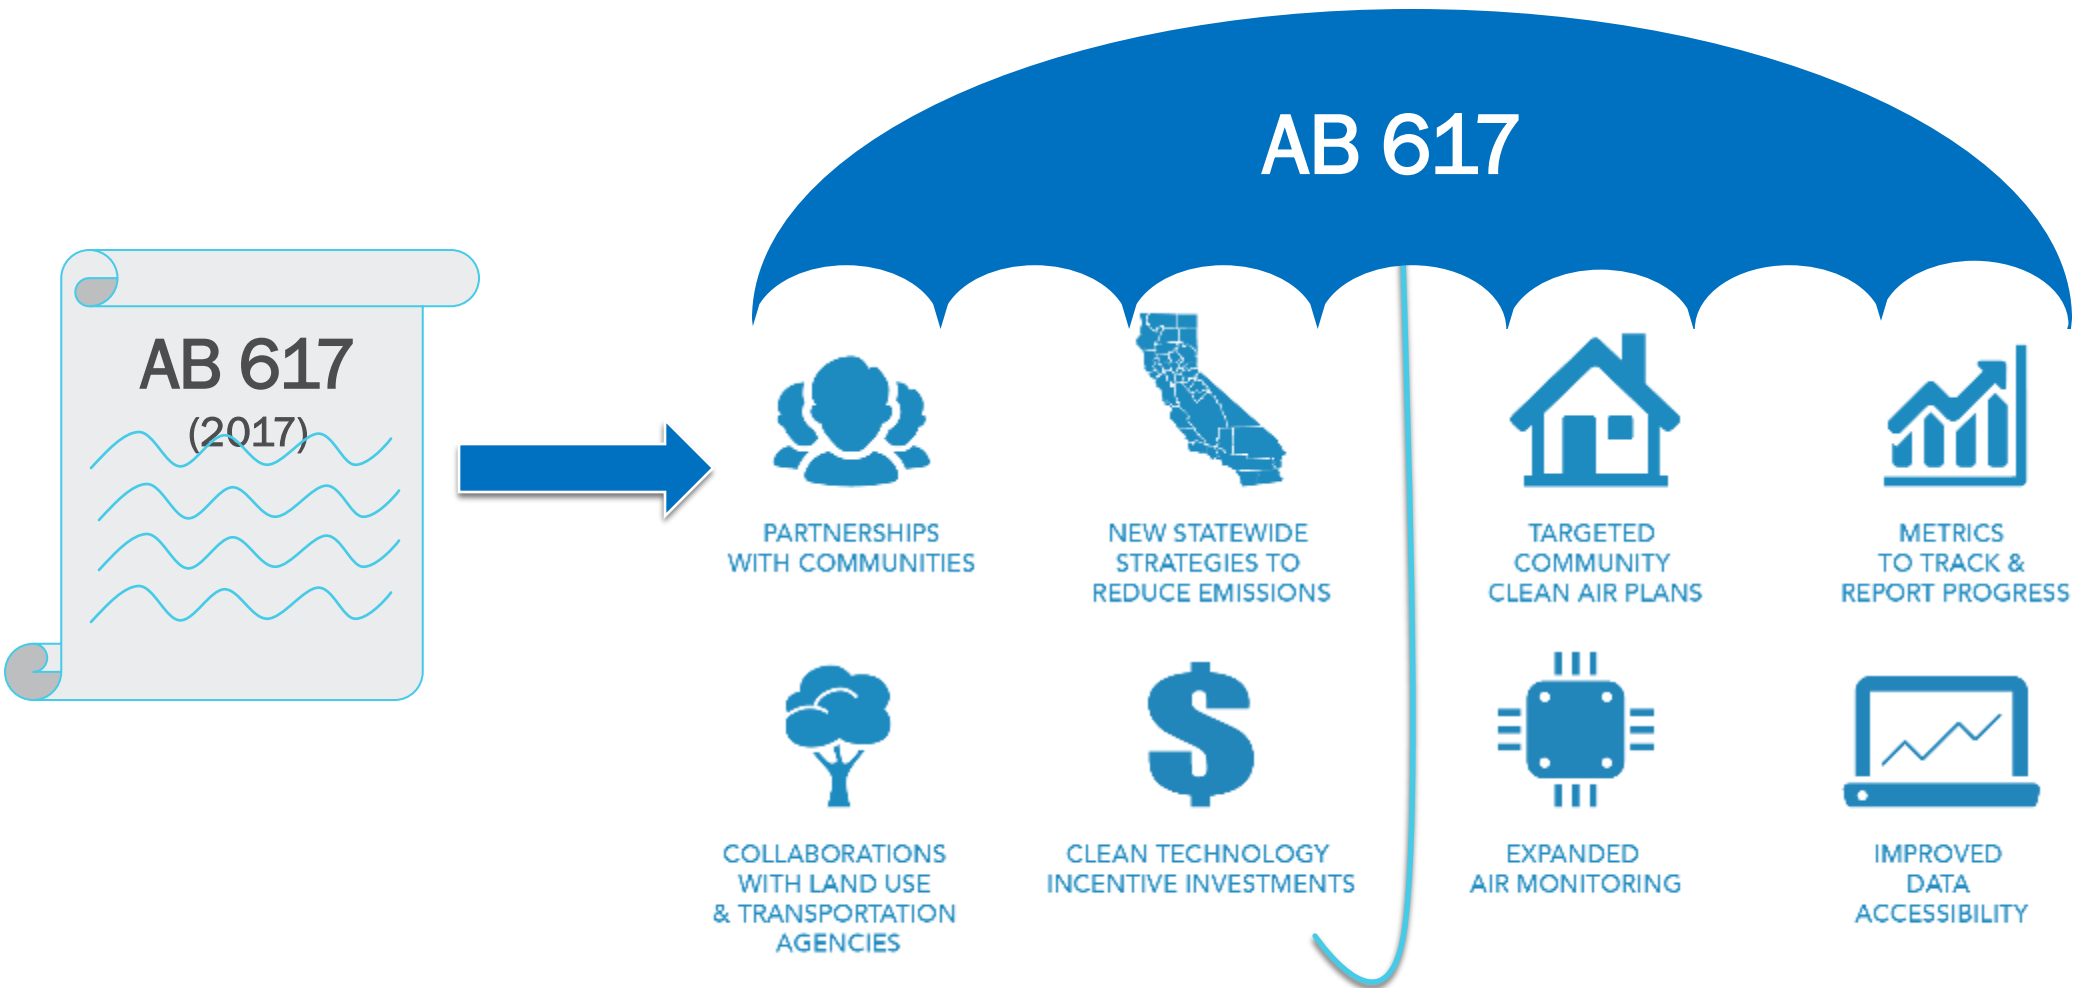 AB 617
AB 617
(2017)
PARTNERSHIPS
WITH COMMUNITIES
NEW STATEWIDE
STRATEGIES TO
REDUCE EMISSIONS
TARGETED
COMMUNITY
CLEAN AIR PLANS
METRICS
TO TRACK &
REPORT PROGRESS
COLLABORATIONS
WITH LAND USE
& TRANSPORTATION
AGENCIES
CLEAN TECHNOLOGY
INCENTIVE INVESTMENTS
EXPANDED
AIR MONITORING
IMPROVED
DATA
ACCESSIBILITY